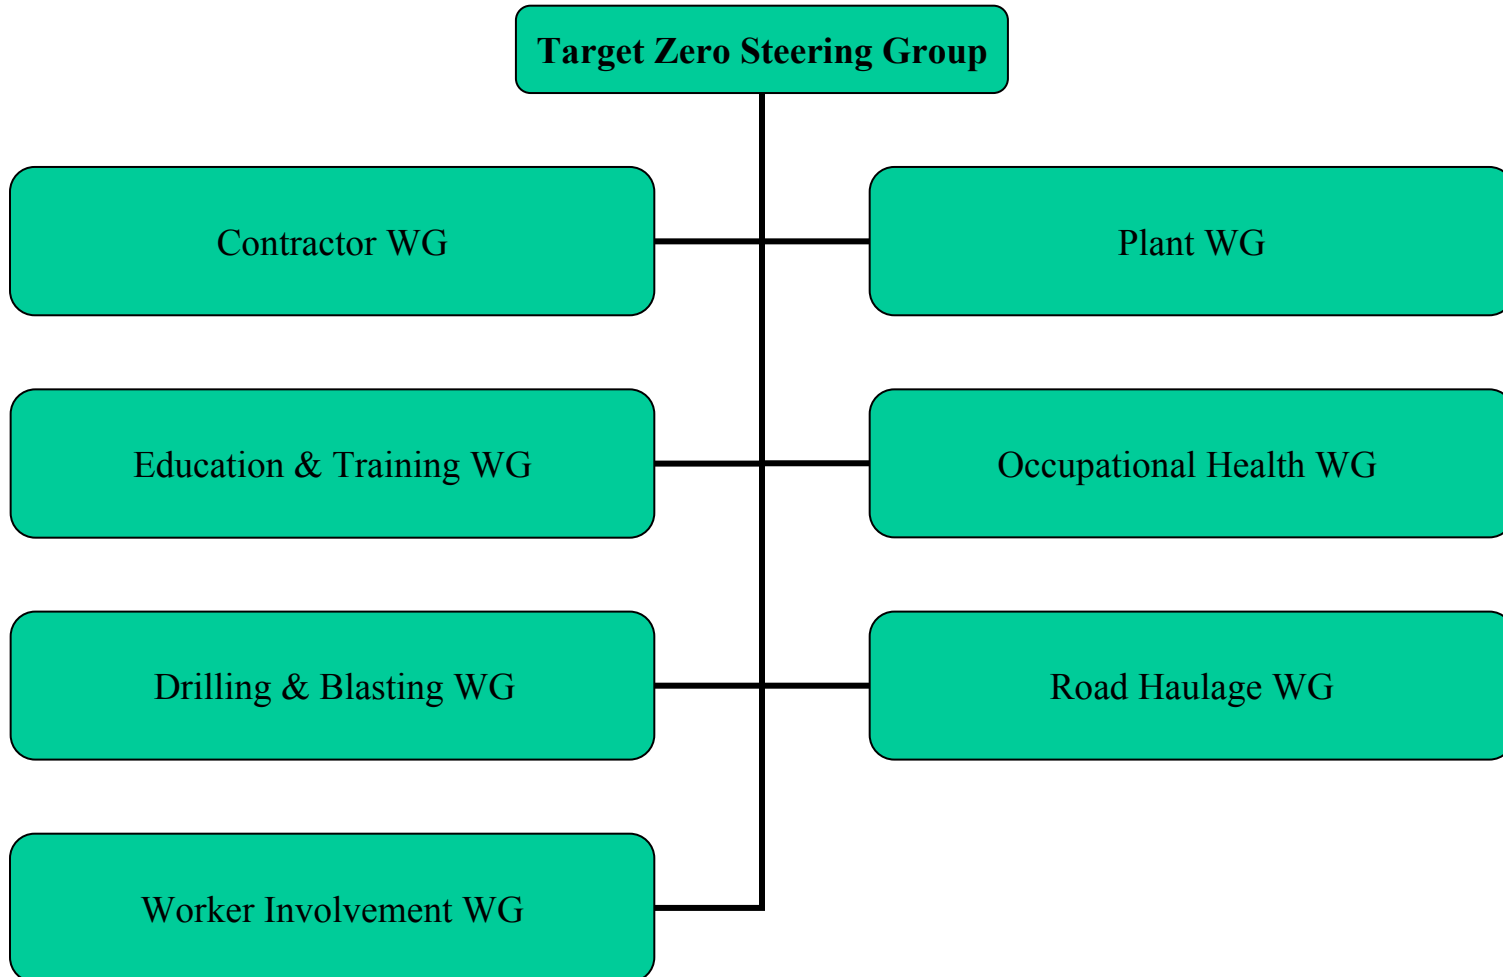 Target Zero Steering Group
Contractor WG
Plant WG
Education & Training WG
Occupational Health WG
Drilling & Blasting WG
Road Haulage WG
Worker Involvement WG